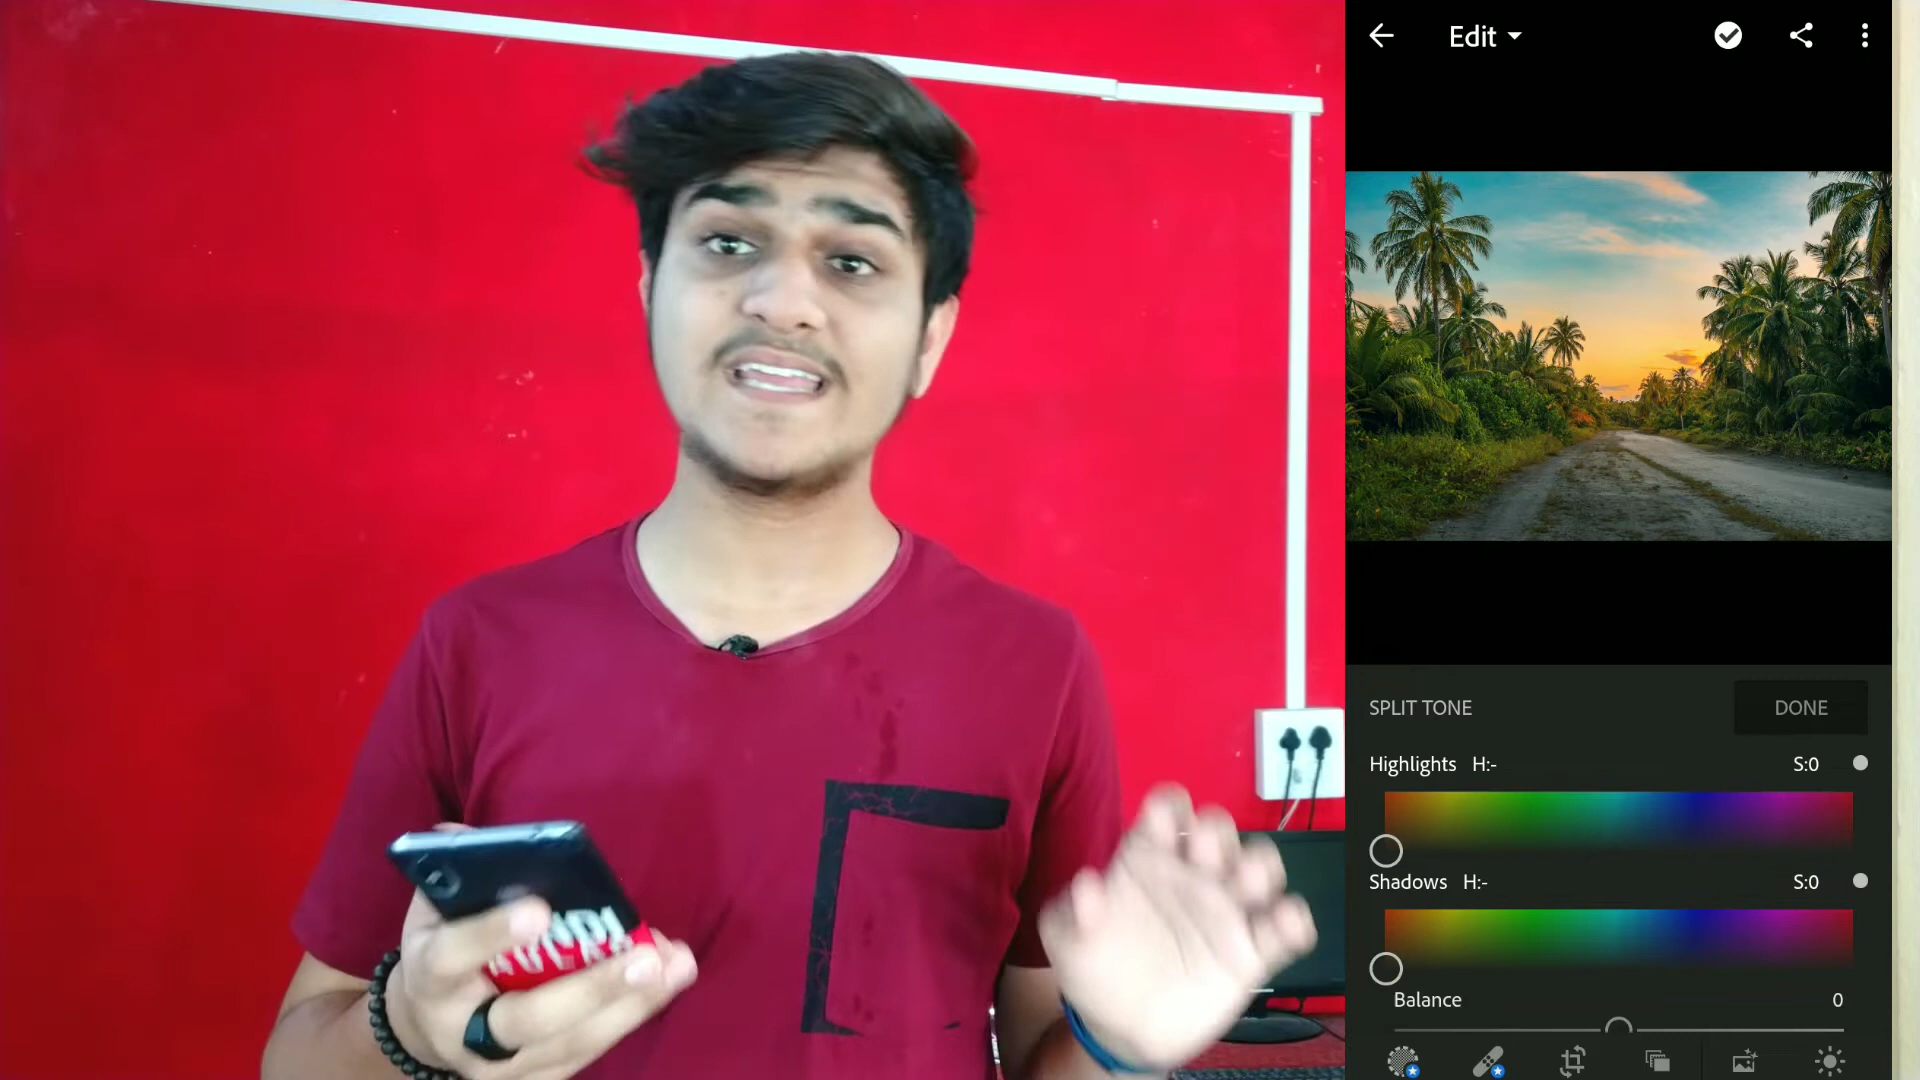 Edit
SPLIT TONE
DONE
Highlights H:- S:0
Shadows H:- S:0
Balance 0